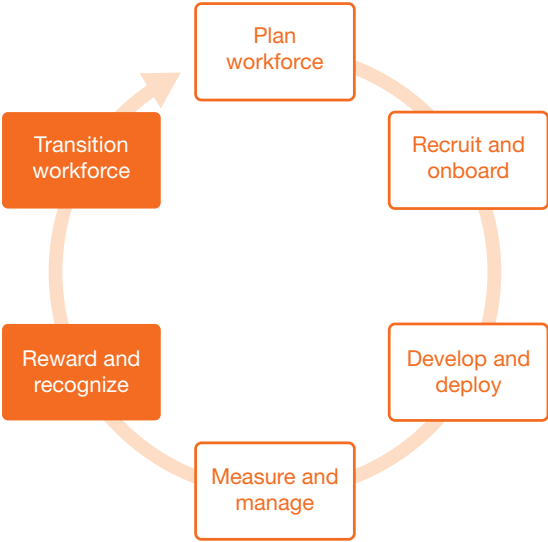 Plan
workforce
Recruit and
onboard
Develop and
deploy
Measure and
manage
Reward and
recognize
Transition
workforce